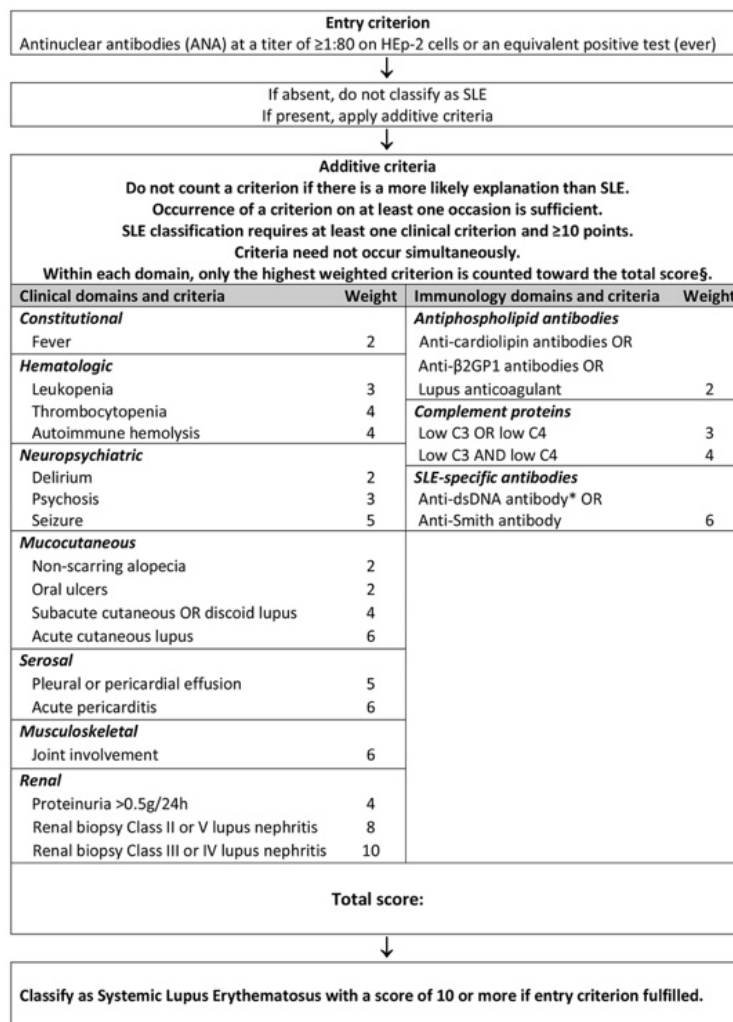 Entry criterion
Antinuclear antibodies (ANA) at a titer of ≥1:80 on HEp-2 cells or an equivalent positive test (ever)
↓
If absent, do not classify as SLE
If present, apply additive criteria
↓
Additive criteria
Do not count a criterion if there is a more likely explanation than SLE.
Occurrence of a criterion on at least one occasion is sufficient.
SLE classification requires at least one clinical criterion and ≥10 points.
Criteria need not occur simultaneously.
Within each domain, only the highest weighted criterion is counted toward the total score§.
Clinical domains and criteria Weight
Constitutional
Fever 2
Hematologic
Leukopenia 3
Thrombocytopenia 4
Autoimmune hemolysis 4
Neuropsychiatric
Delirium 2
Psychosis 3
Seizure 5
Mucocutaneous
Non-scarring alopecia 2
Oral ulcers 2
Subacute cutaneous OR discoid lupus 4
Acute cutaneous lupus 6
Serosal
Pleural or pericardial effusion 5
Acute pericarditis 6
Musculoskeletal
Joint involvement 6
Renal
Proteinuria >0.5g/24h 4
Renal biopsy Class II or V lupus nephritis 8
Renal biopsy Class III or IV lupus nephritis 10
Immunology domains and criteria Weight
Antiphospholipid antibodies
Anti-cardiolipin antibodies OR
Anti-β2GP1 antibodies OR
Lupus anticoagulant 2
Complement proteins
Low C3 OR low C4 3
Low C3 AND low C4 4
SLE-specific antibodies
Anti-dsDNA antibody* OR
Anti-Smith antibody 6
Total score:
↓
Classify as Systemic Lupus Erythematosus with a score of 10 or more if entry criterion fulfilled.